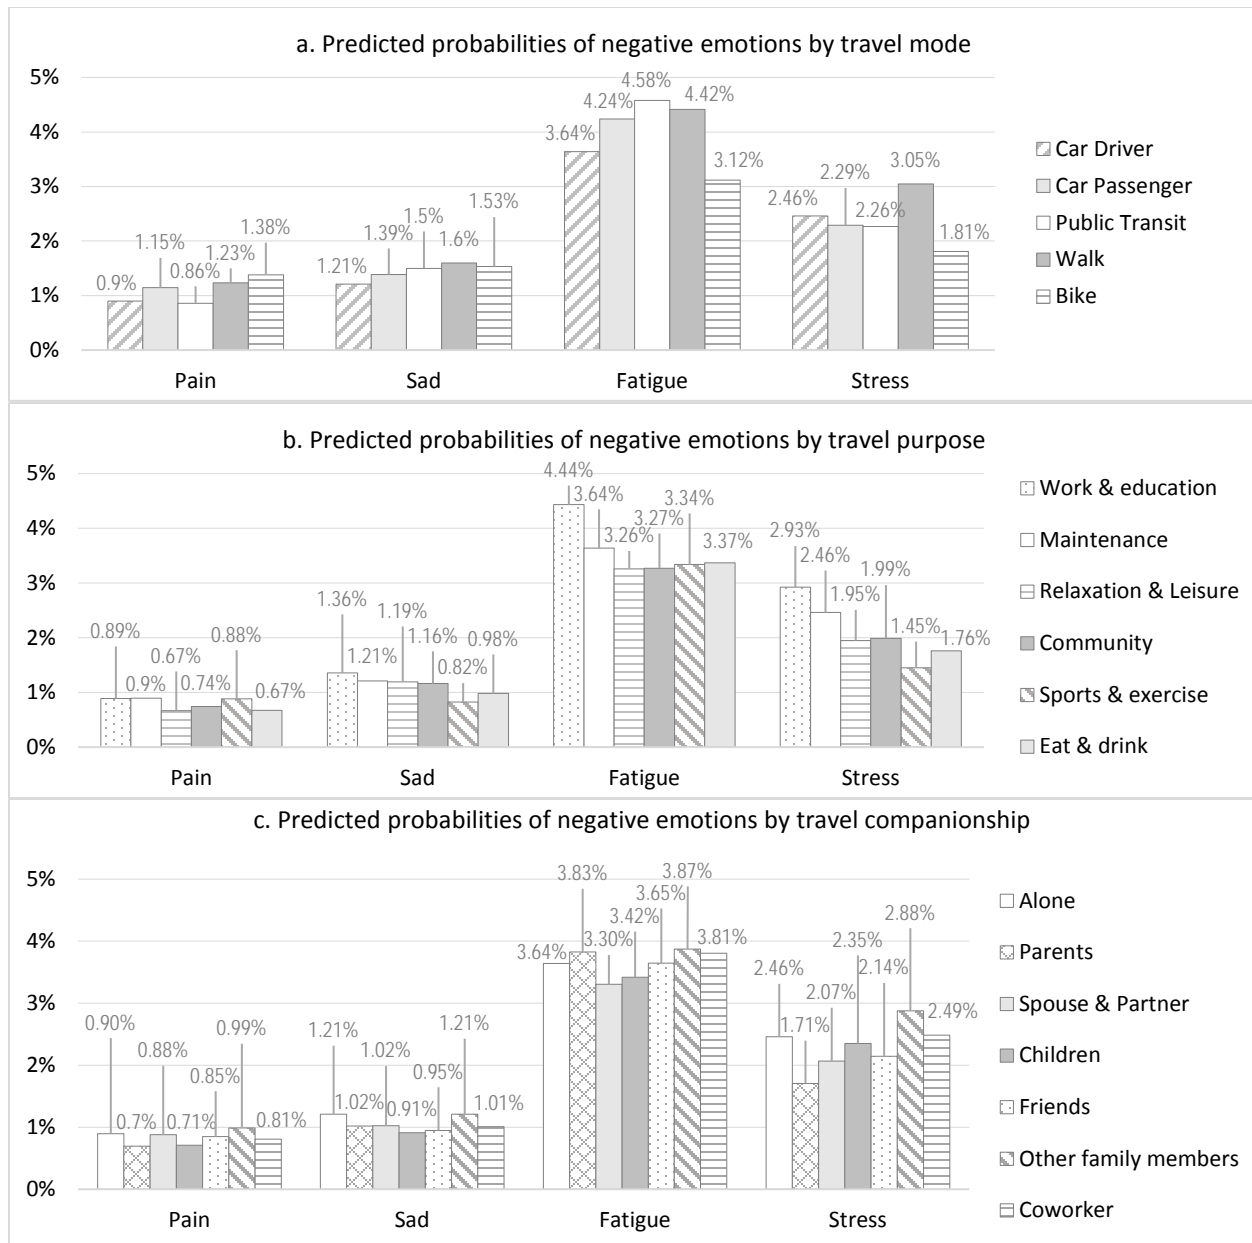 a. Predicted probabilities of negative emotions by travel mode
5%
4%
3%
2%
1%
0%
0.9%
1.15%
0.86%
1.23%
1.38%
1.21%
1.39%
1.5%
1.6%
1.53%
3.64%
4.24%
4.58%
4.42%
3.12%
2.46%
2.29%
2.26%
3.05%
1.81%
Pain
Sad
Fatigue
Stress
Car Driver
Car Passenger
Public Transit
Walk
Bike
b. Predicted probabilities of negative emotions by travel purpose
5%
4%
3%
2%
1%
0%
0.89%
0.9%
0.67%
0.74%
0.88%
0.67%
1.36%
1.21%
1.19%
1.16%
0.82%
0.98%
4.44%
3.64%
3.26%
3.27%
3.34%
3.37%
2.93%
2.46%
1.95%
1.99%
1.45%
1.76%
Pain
Sad
Fatigue
Stress
Work & education
Maintenance
Relaxation & Leisure
Community
Sports & exercise
Eat & drink
c. Predicted probabilities of negative emotions by travel companionship
5%
4%
3%
2%
1%
0%
0.90%
0.7%
0.88%
0.71%
0.85%
0.99%
0.81%
1.21%
1.02%
1.02%
0.91%
0.95%
1.21%
1.01%
3.64%
3.83%
3.30%
3.42%
3.65%
3.87%
3.81%
2.46%
1.71%
2.07%
2.35%
2.14%
2.88%
2.49%
Pain
Sad
Fatigue
Stress
Alone
Parents
Spouse & Partner
Children
Friends
Other family members
Coworker